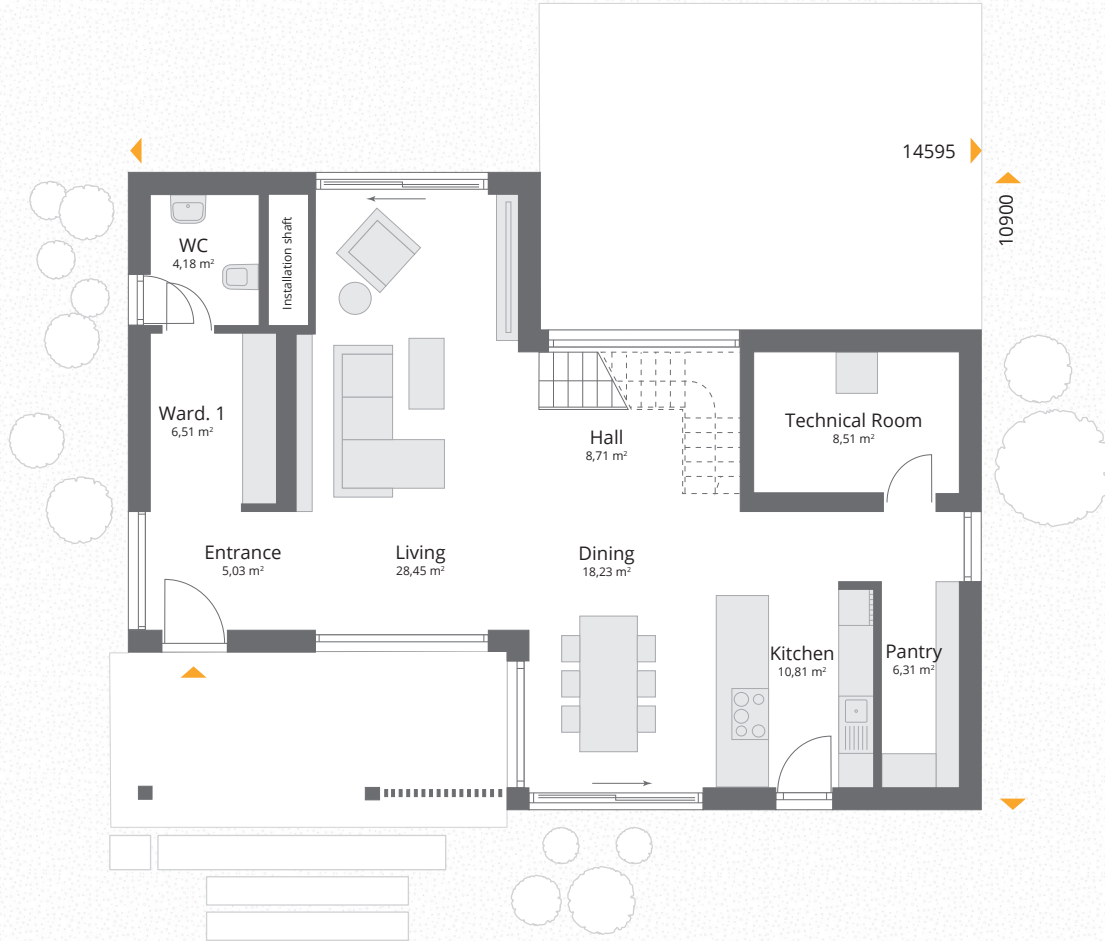 14595
10900
WC
4,18 m²
Installation shaft
Ward. 1
6,51 m²
Hall
8,71 m²
Technical Room
8,51 m²
Entrance
5,03 m²
Living
28,45 m²
Dining
18,23 m²
Kitchen
10,81 m²
Pantry
6,31 m²